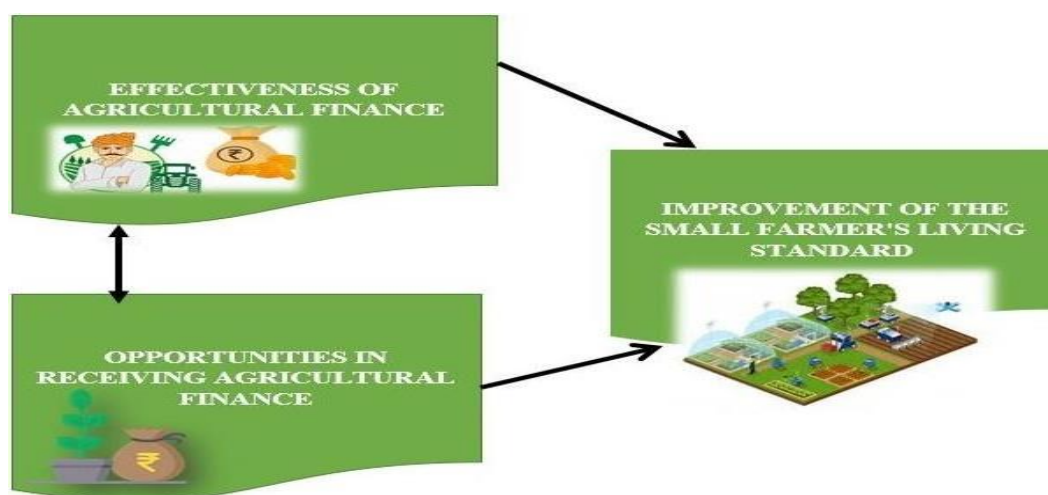 EFFECTIVENESS OF
AGRICULTURAL FINANCE
₹
IMPROVEMENT OF THE
SMALL FARMER'S LIVING
STANDARD
OPPORTUNITIES IN
RECEIVING AGRICULTURAL
FINANCE
₹